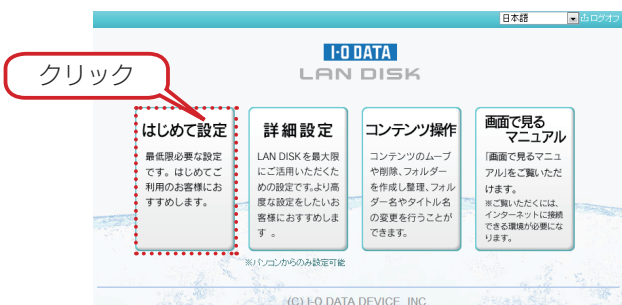 日本語 ログオフ
I-O DATA
LAN DISK
クリック
はじめて設定
最低限必要な設定
です。はじめてご
利用のお客様にお
すすめします。
詳細設定
LAN DISKを最大限
にご活用いただくた
めの設定です。より高
度な設定をしたいお
客様におすすめしま
す 。
※パソコンからのみ設定可能
コンテンツ操作
コンテンツのムーブ
や削除、フォルダー
を作成し整理、フォル
ダー名やタイトル名
の変更を行うことが
できます。
画面で見る
マニュアル
「画面で見るマニュ
アル」をご覧いただ
けます。
※ご覧いただくには、
インターネットに接続
できる環境が必要にな
ります。
(C) I-O DATA DEVICE, INC.